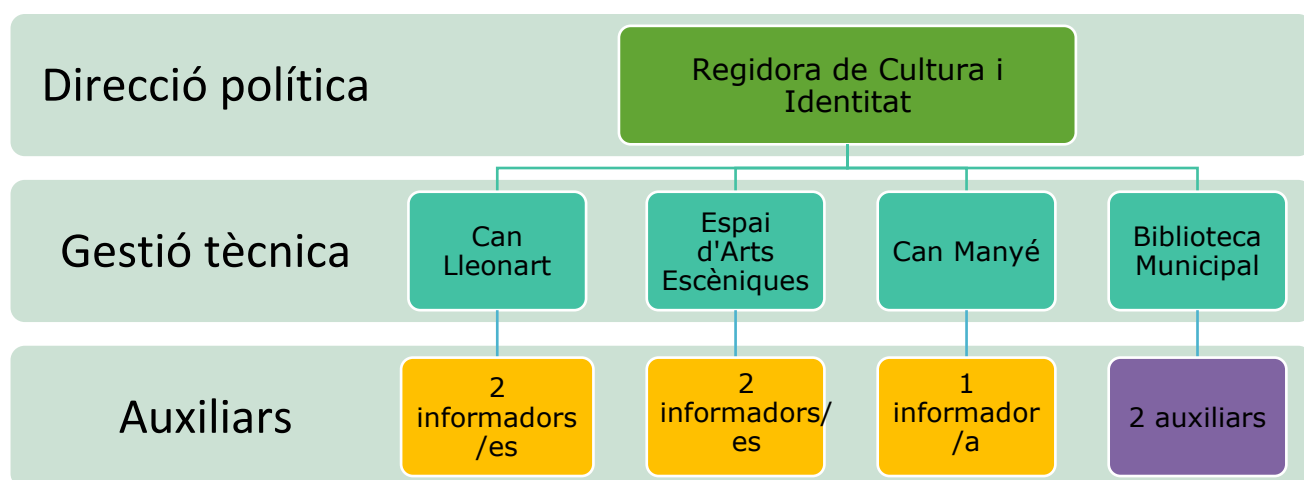 Direcció política
Regidora de Cultura i
Identitat
Gestió tècnica
Can
Lleonart
Espai
d'Arts
Escèniques
Can Manyé
Biblioteca
Municipal
Auxiliars
2
informadors
/es
2
informadors/
es
1
informador
/a
2 auxiliars